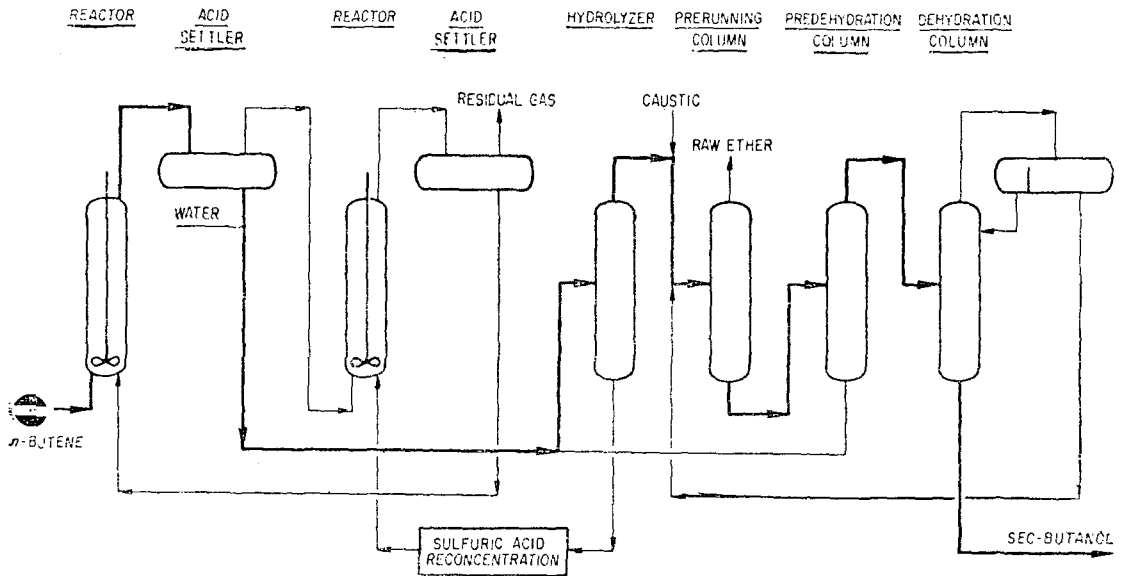 REACTOR
ACID
SETTLER
REACTOR
ACID
SETTLER
HYDROLYZER
PRERUNNING
COLUMN
PREDEHYDRATION
COLUMN
DEHYDRATION
COLUMN
RESIDUAL GAS
CAUSTIC
RAW ETHER
WATER
n-BUTENE
SULFURIC ACID
RECONCENTRATION
SEC-BUTANOL